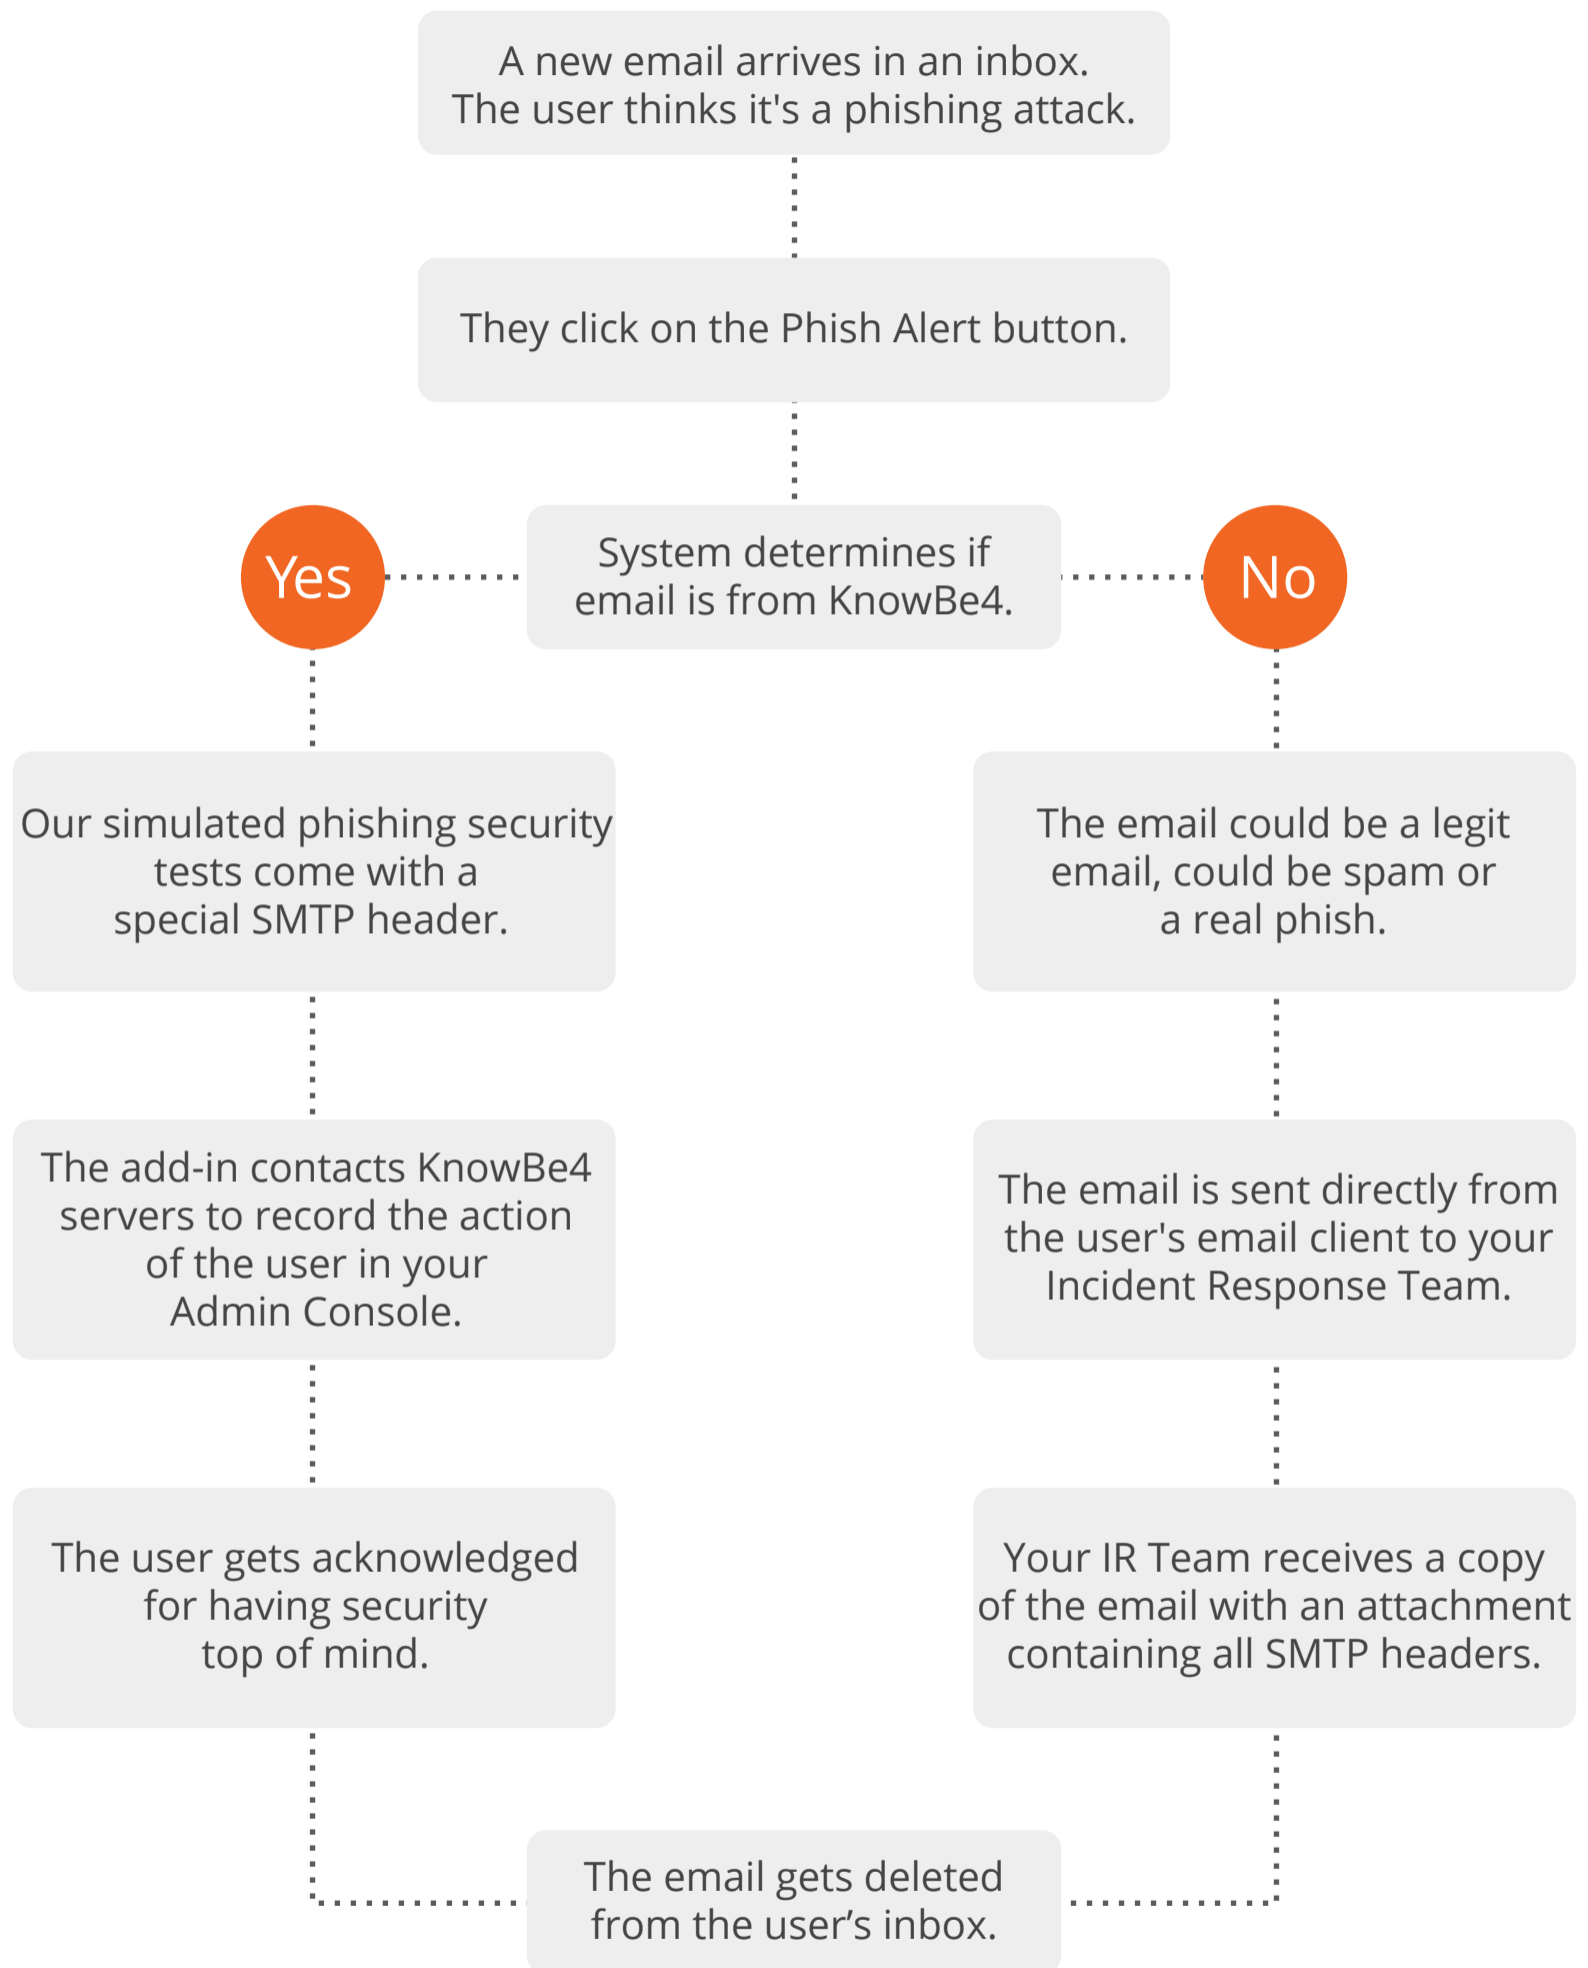 A new email arrives in an inbox.
The user thinks it's a phishing attack.
They click on the Phish Alert button.
Yes
System determines if
email is from KnowBe4.
No
Our simulated phishing security
tests come with a
special SMTP header.
The email could be a legit
email, could be spam or
a real phish.
The add-in contacts KnowBe4
servers to record the action
of the user in your
Admin Console.
The email is sent directly from
the user's email client to your
Incident Response Team.
The user gets acknowledged
for having security
top of mind.
Your IR Team receives a copy
of the email with an attachment
containing all SMTP headers.
The email gets deleted
from the user’s inbox.